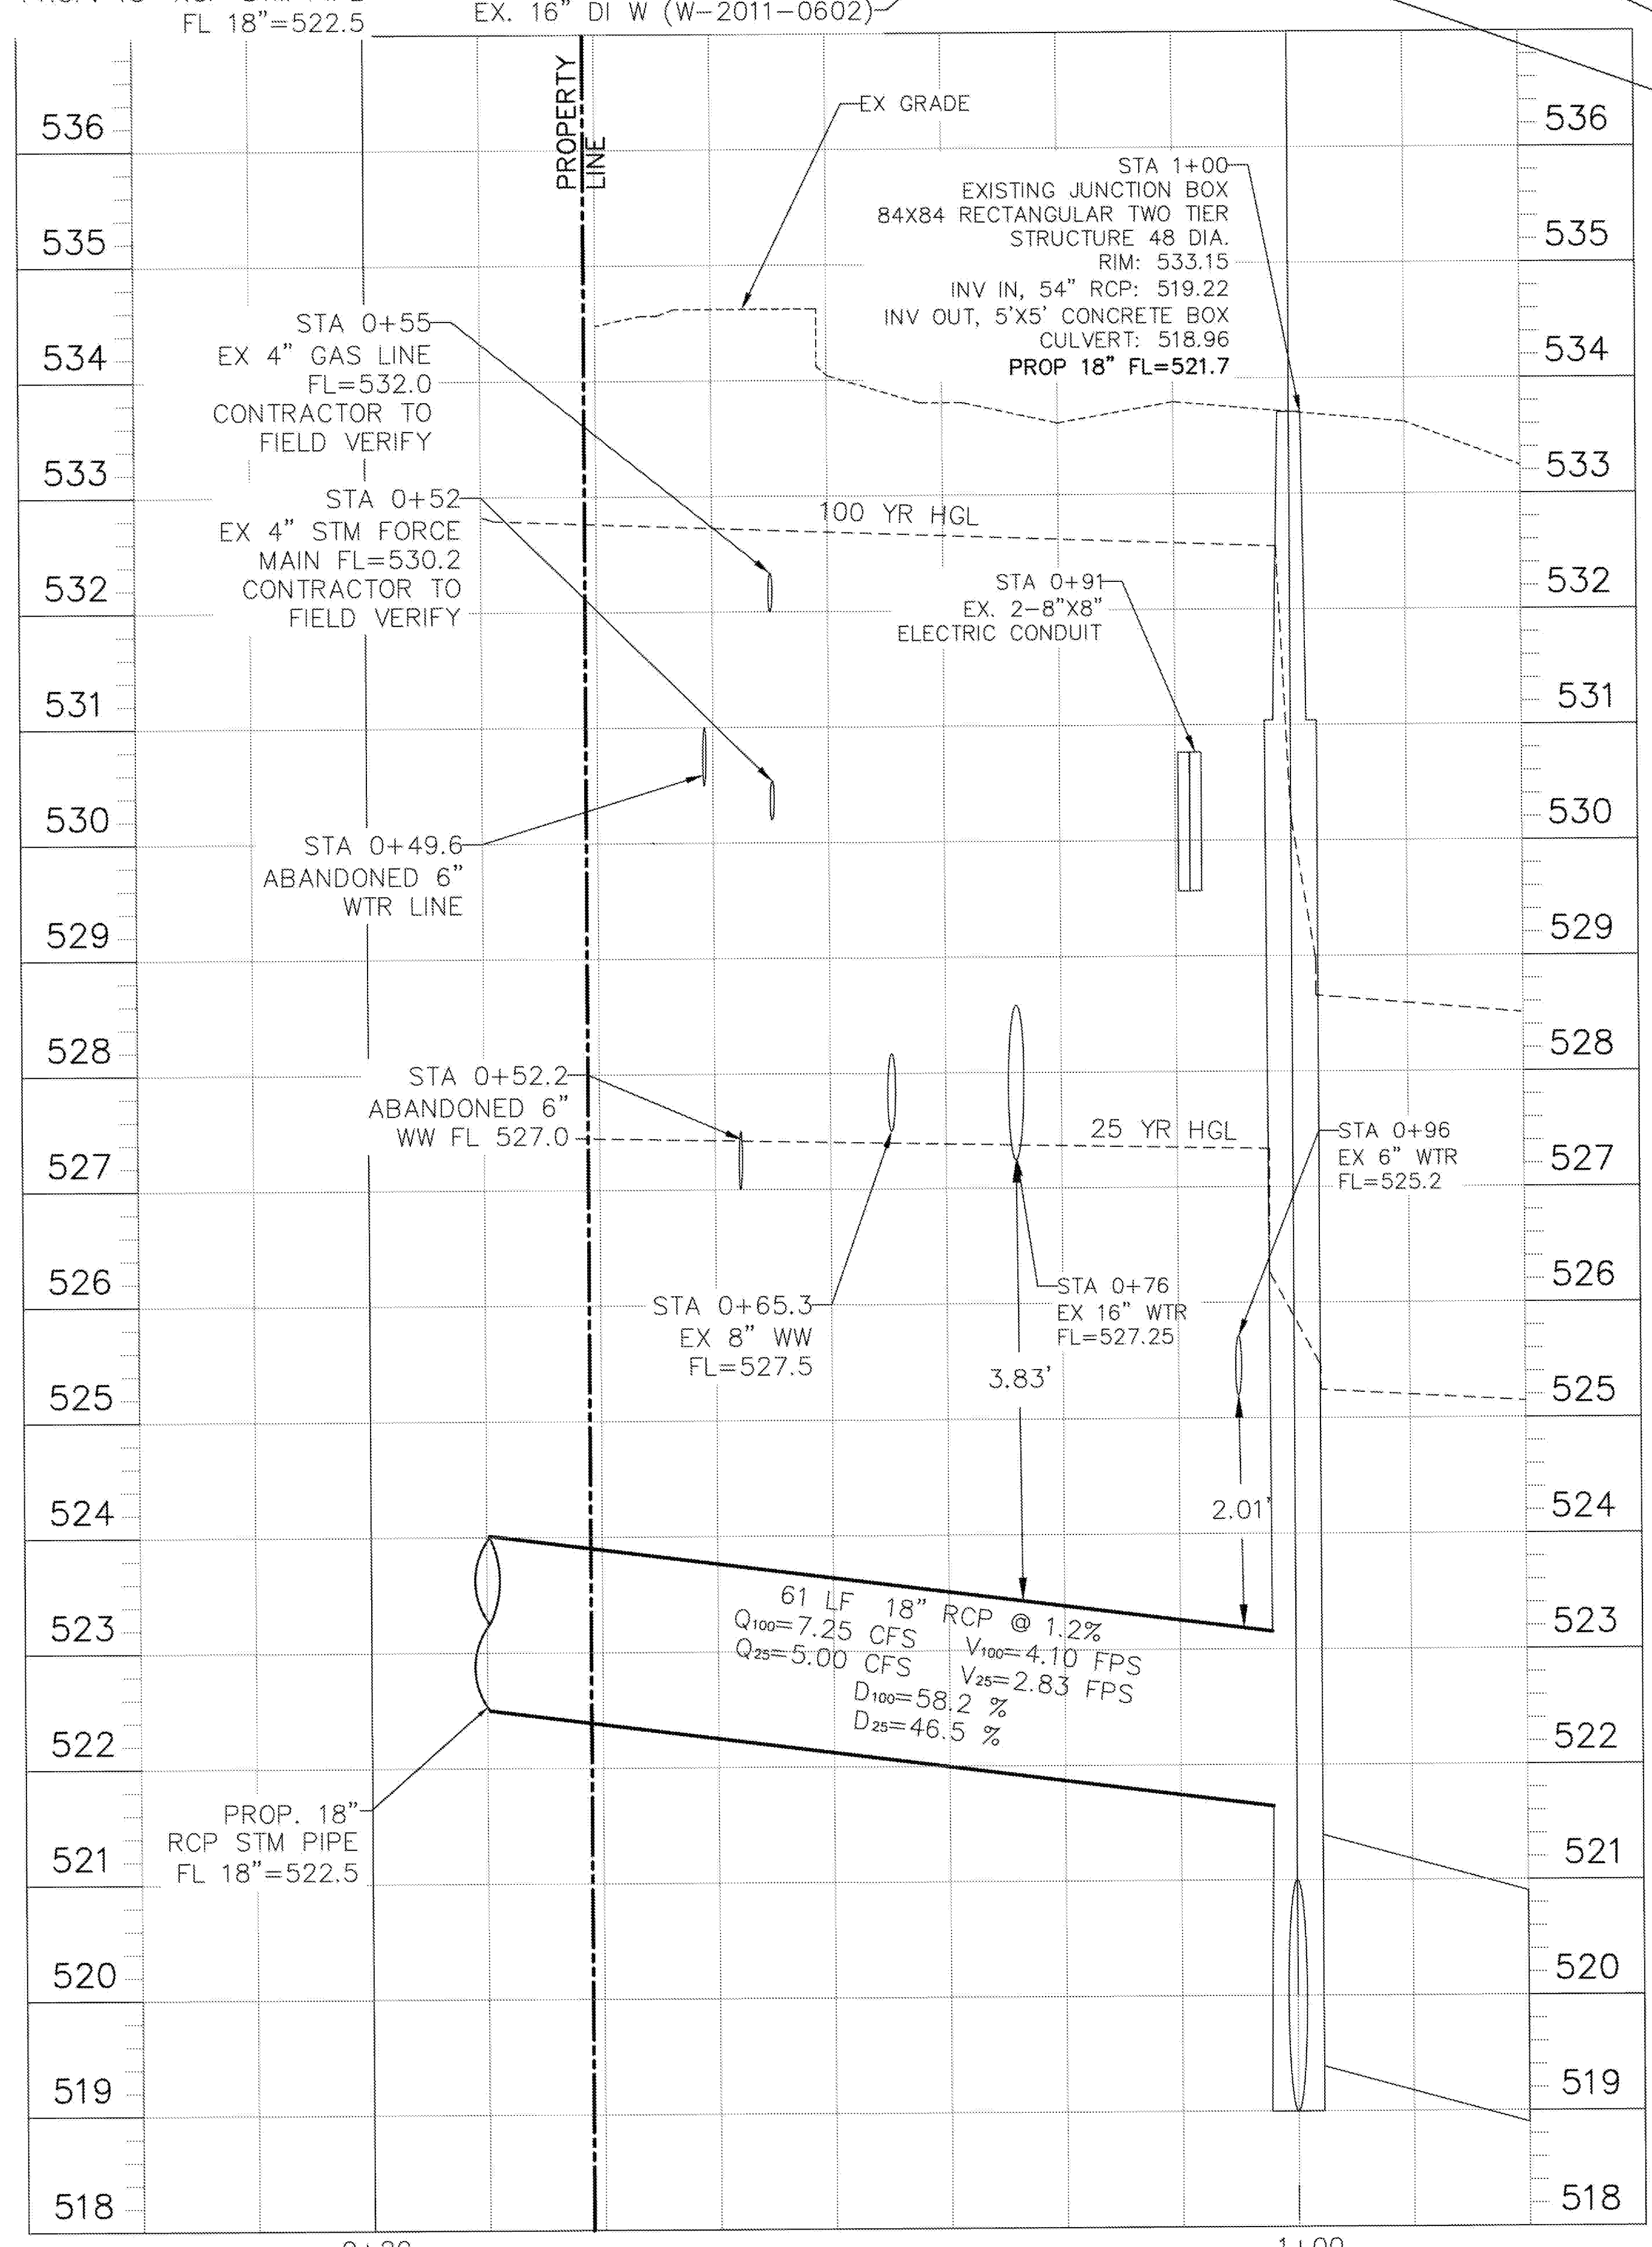 FL 18"=522.5
EX. 16" DI W (W-2011-0602)
PROPERTY
LINE
EX GRADE
STA 1+00
EXISTING JUNCTION BOX
84X84 RECTANGULAR TWO TIER
STRUCTURE 48 DIA.
RIM: 533.15
INV IN, 54" RCP: 519.22
INV OUT, 5'X5' CONCRETE BOX
CULVERT: 518.96
PROP 18" FL=521.7
STA 0+55
EX 4" GAS LINE
FL=532.0
CONTRACTOR TO
FIELD VERIFY
STA 0+52
EX 4" STM FORCE
MAIN FL=530.2
CONTRACTOR TO
FIELD VERIFY
100 YR HGL
STA 0+91
EX. 2-8"X8"
ELECTRIC CONDUIT
STA 0+49.6
ABANDONED 6"
WTR LINE
STA 0+52.2
ABANDONED 6"
WW FL 527.0
25 YR HGL
STA 0+96
EX 6" WTR
FL=525.2
STA 0+65.3
EX 8" WW
FL=527.5
STA 0+76
EX 16" WTR
FL=527.25
3.83'
2.01'
61 LF 18" RCP @ 1.2%
Q100=7.25 CFS V100=4.10 FPS
Q25=5.00 CFS V25=2.83 FPS
D100=58.2 %
D25=46.5 %
PROP. 18"
RCP STM PIPE
FL 18"=522.5
536
535
534
533
532
531
530
529
528
527
526
525
524
523
522
521
520
519
518
536
535
534
533
532
531
530
529
528
527
526
525
524
523
522
521
520
519
518
1+00